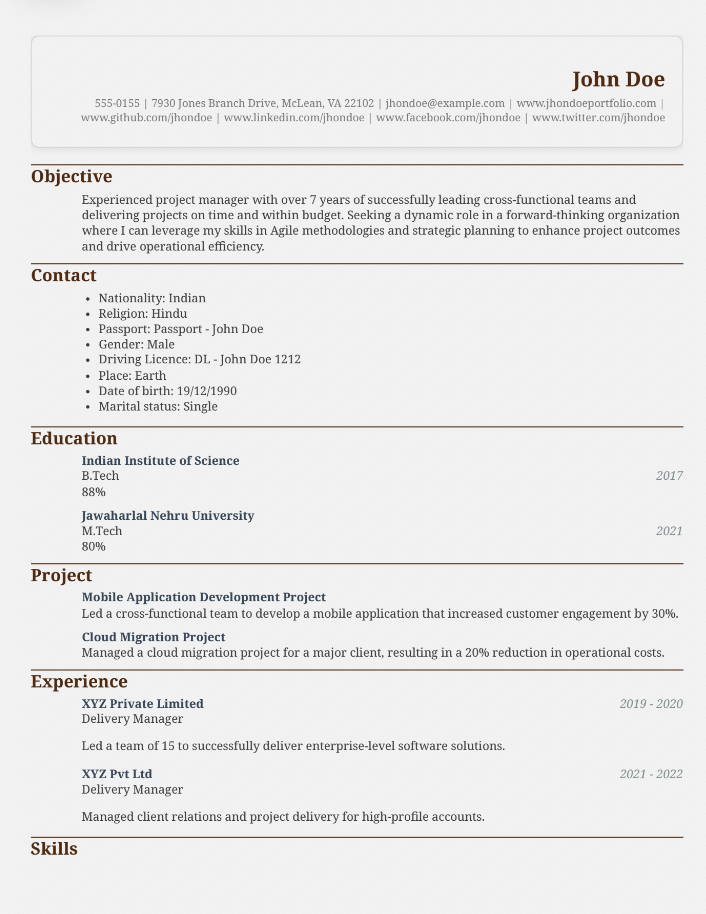 John Doe
555-0155 | 7930 Jones Branch Drive, McLean, VA 22102 | jhondoe@example.com | www.jhondoeportfolio.com |
www.github.com/jhondoe | www.linkedin.com/jhondoe | www.facebook.com/jhondoe | www.twitter.com/jhondoe
Objective
Experienced project manager with over 7 years of successfully leading cross-functional teams and
delivering projects on time and within budget. Seeking a dynamic role in a forward-thinking organization
where I can leverage my skills in Agile methodologies and strategic planning to enhance project outcomes
and drive operational efficiency.
Contact
• Nationality: Indian
• Religion: Hindu
• Passport: Passport - John Doe
• Gender: Male
• Driving Licence: DL - John Doe 1212
• Place: Earth
• Date of birth: 19/12/1990
• Marital status: Single
Education
Indian Institute of Science
B.Tech 2017
88%
Jawaharlal Nehru University
M.Tech 2021
80%
Project
Mobile Application Development Project
Led a cross-functional team to develop a mobile application that increased customer engagement by 30%.
Cloud Migration Project
Managed a cloud migration project for a major client, resulting in a 20% reduction in operational costs.
Experience
XYZ Private Limited 2019 - 2020
Delivery Manager
Led a team of 15 to successfully deliver enterprise-level software solutions.
XYZ Pvt Ltd 2021 - 2022
Delivery Manager
Managed client relations and project delivery for high-profile accounts.
Skills